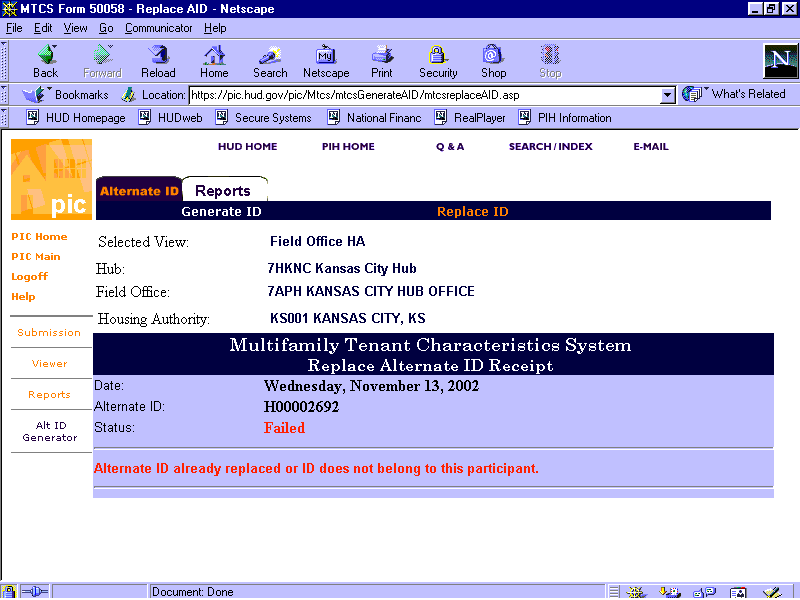 MTCS Form 50058 - Replace AID - Netscape
File Edit View Go Communicator Help
My
N
Back Forward Reload Home Search Netscape Print Security Shop Stop
Bookmarks Location: https://pic.hud.gov/pic/Mtcs/mtcsGenerateAID/mtcsreplaceAID.asp What's Related
HUD Homepage HUDweb Secure Systems National Financ RealPlayer PIH Information
HUD HOME PIH HOME Q & A SEARCH / INDEX E-MAIL
pic
Alternate ID Reports
Generate ID Replace ID
PIC Home
PIC Main
Logoff
Help
Submission
Viewer
Reports
Alt ID
Generator
Selected View: Field Office HA
Hub: 7HKNC Kansas City Hub
Field Office: 7APH KANSAS CITY HUB OFFICE
Housing Authority: KS001 KANSAS CITY, KS
Multifamily Tenant Characteristics System
Replace Alternate ID Receipt
Date: Wednesday, November 13, 2002
Alternate ID: H00002692
Status: Failed
Alternate ID already replaced or ID does not belong to this participant.
Document: Done